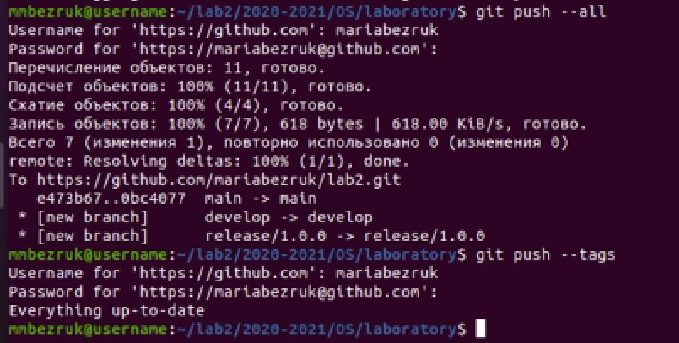 mmbezruk@username:~/lab2/2020-2021/OS/laboratory$ git push --all
Username for 'https://github.com': mariabezruk
Password for 'https://mariabezruk@github.com':
Перечисление объектов: 11, готово.
Подсчет объектов: 100% (11/11), готово.
Сжатие объектов: 100% (4/4), готово.
Запись объектов: 100% (7/7), 618 bytes | 618.00 KiB/s, готово.
Всего 7 (изменения 1), повторно использовано 0 (изменения 0)
remote: Resolving deltas: 100% (1/1), done.
To https://github.com/mariabezruk/lab2.git
   e473b67..0bc4077  main -> main
 * [new branch]      develop -> develop
 * [new branch]      release/1.0.0 -> release/1.0.0
mmbezruk@username:~/lab2/2020-2021/OS/laboratory$ git push --tags
Username for 'https://github.com': mariabezruk
Password for 'https://mariabezruk@github.com':
Everything up-to-date
mmbezruk@username:~/lab2/2020-2021/OS/laboratory$